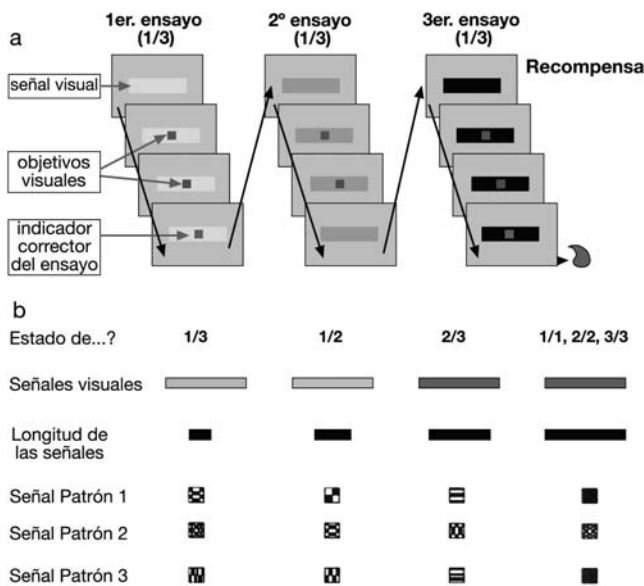 1er. ensayo
(1/3)
2º ensayo
(1/3)
3er. ensayo
(1/3)
a
Recompensa
señal visual
objetivos
visuales
indicador
corrector
del ensayo
b
Estado de...? 1/3 1/2 2/3 1/1, 2/2, 3/3
Señales visuales
Longitud de
las señales
Señal Patrón 1
Señal Patrón 2
Señal Patrón 3